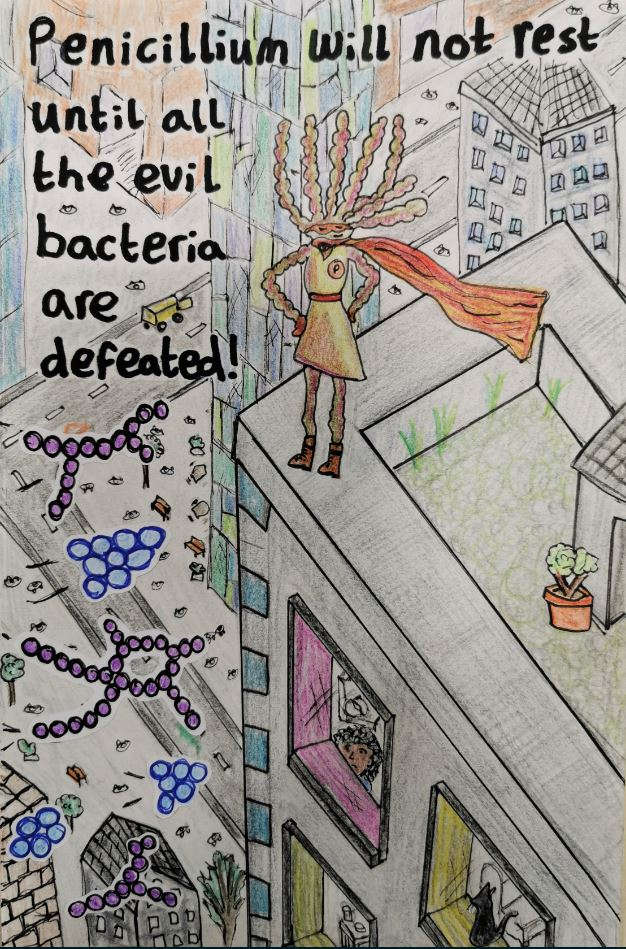 Penicillium will not rest
until all
the evil
bacteria
are
defeated!
P